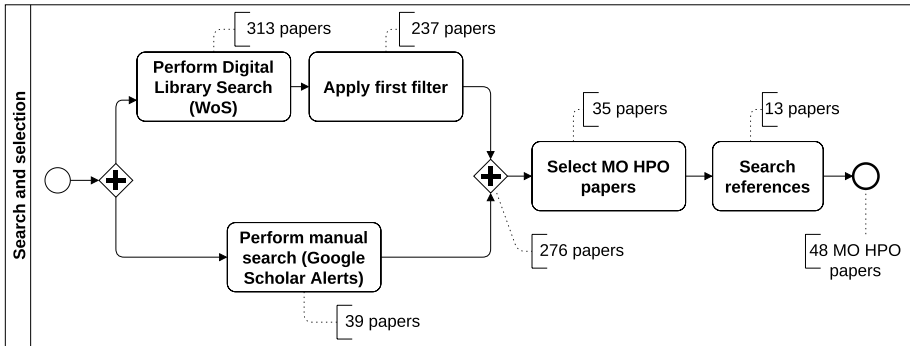 Search and selection
313 papers
237 papers
Perform Digital
Library Search
(WoS)
Apply first filter
35 papers
13 papers
Select MO HPO
papers
Search
references
Perform manual
search (Google
Scholar Alerts)
276 papers
48 MO HPO
papers
39 papers